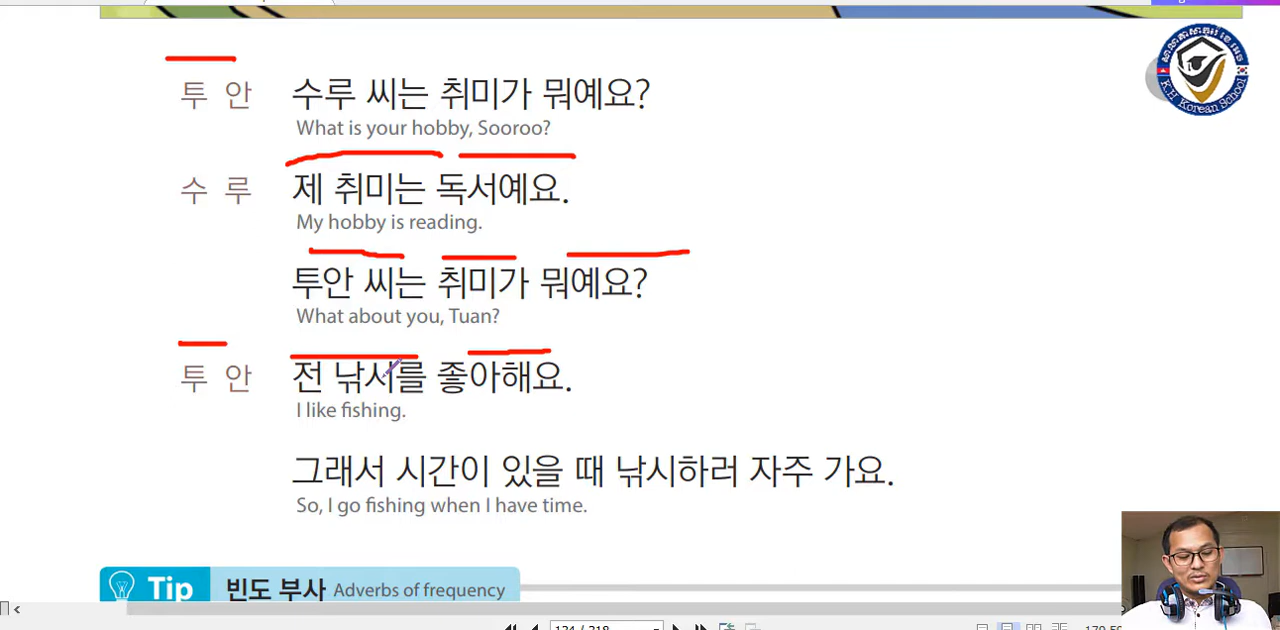 투 안 수루 씨는 취미가 뭐예요?
What is your hobby, Sooroo?
수 루 제 취미는 독서예요.
My hobby is reading.
투안 씨는 취미가 뭐예요?
What about you, Tuan?
투 안 전 낚시를 좋아해요.
I like fishing.
그래서 시간이 있을 때 낚시하러 자주 가요.
So, I go fishing when I have time.
Tip 빈도 부사 Adverbs of frequency
K.H Korean School